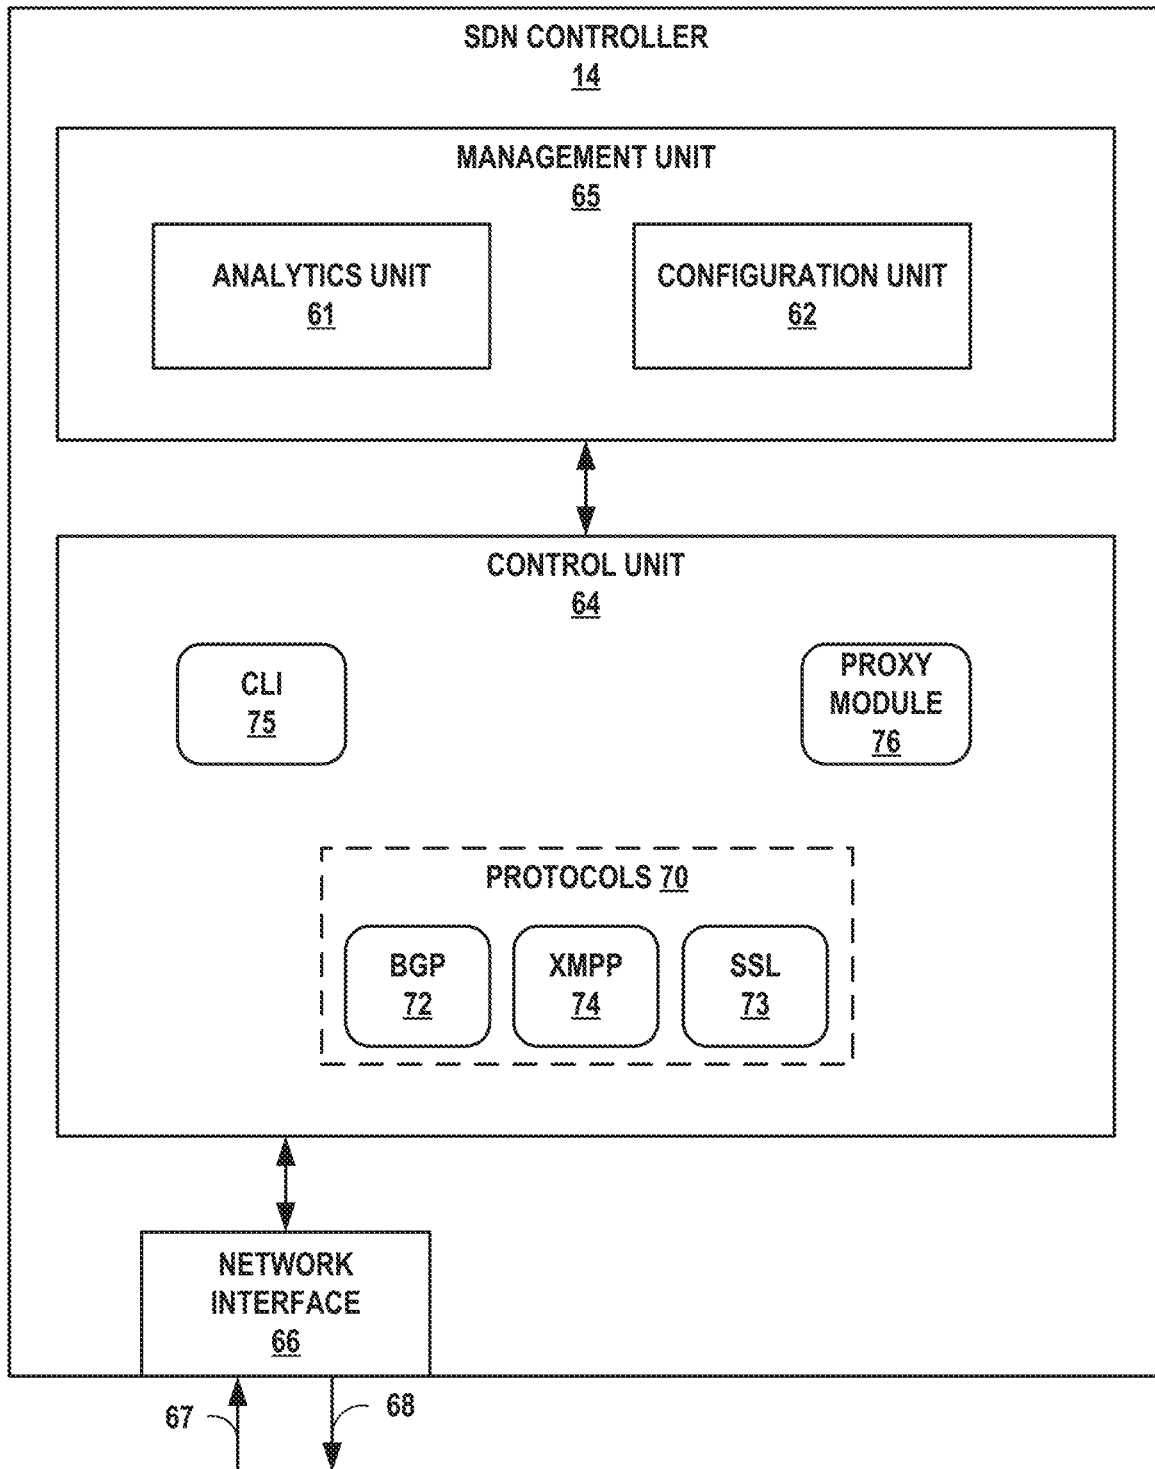 SDN CONTROLLER
14
MANAGEMENT UNIT
65
ANALYTICS UNIT
61
CONFIGURATION UNIT
62
CONTROL UNIT
64
CLI
75
PROXY
MODULE
76
PROTOCOLS 70
BGP
72
XMPP
74
SSL
73
NETWORK
INTERFACE
66
67
68